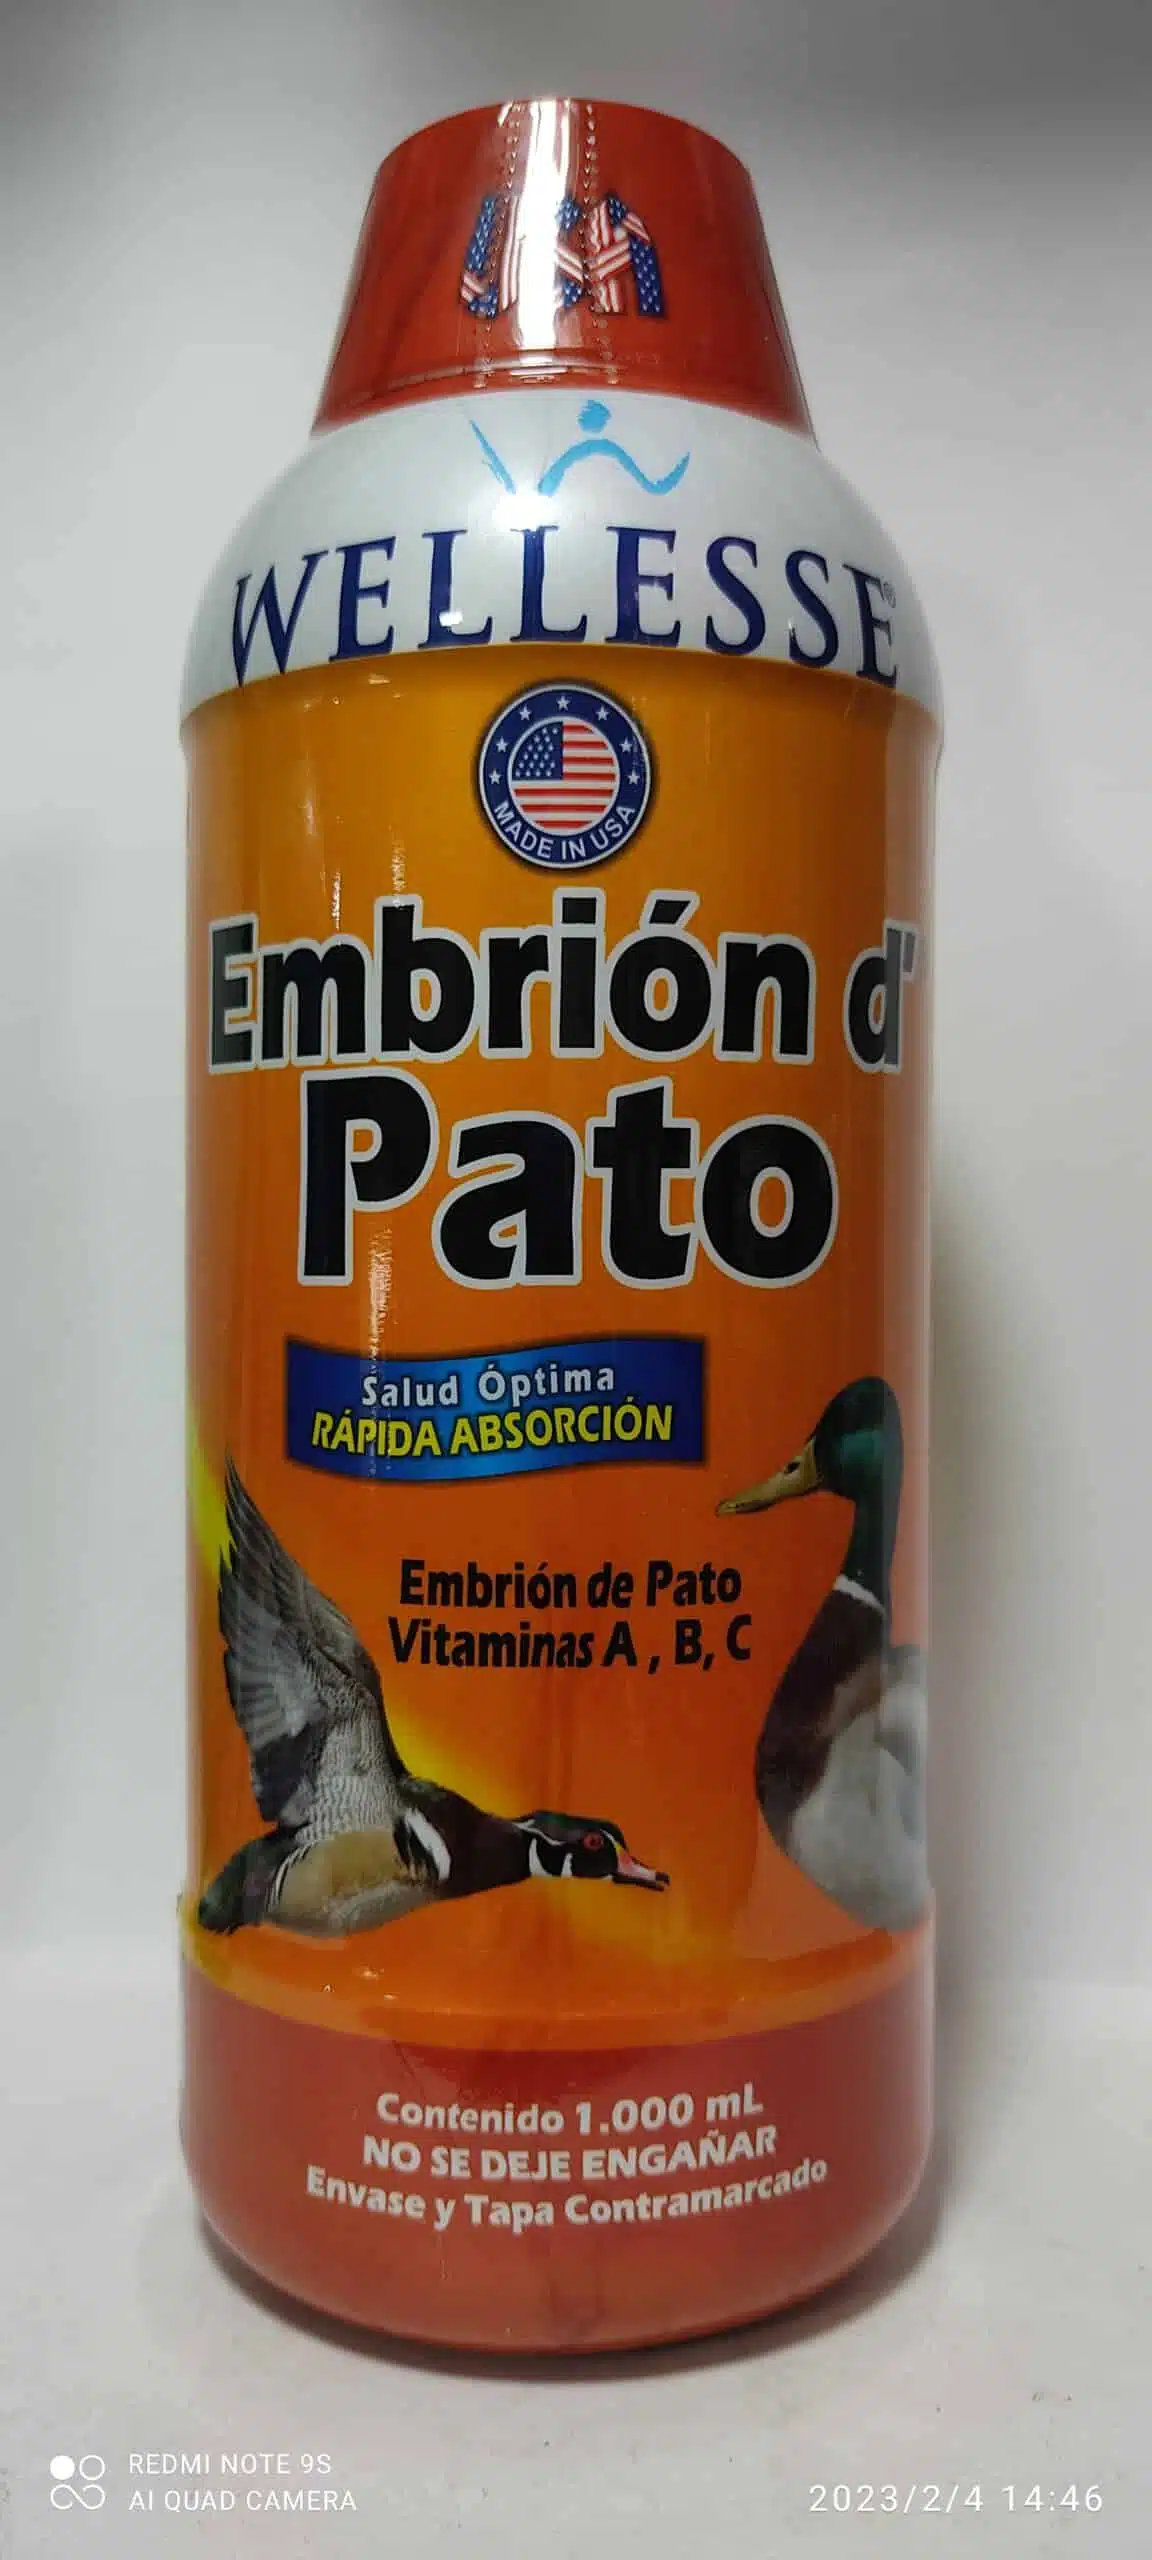 USA
WELLESSE®
MADE IN USA
Embrión d'
Pato
Salud Óptima
RÁPIDA ABSORCIÓN
Embrión de Pato
Vitaminas A , B, C
Contenido 1.000 mL
NO SE DEJE ENGAÑAR
Envase y Tapa Contramarcado
REDMI NOTE 9S
AI QUAD CAMERA
2023/2/4 14:46